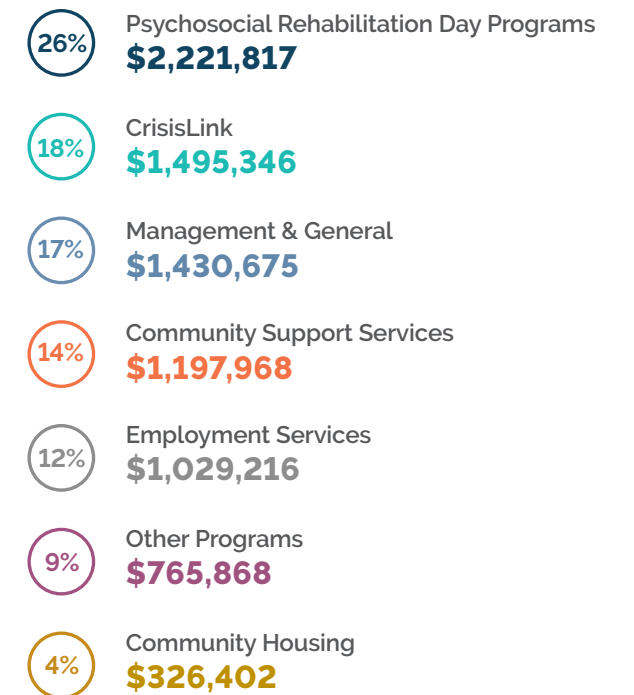 26%
Psychosocial Rehabilitation Day Programs
$2,221,817
18%
CrisisLink
$1,495,346
17%
Management & General
$1,430,675
14%
Community Support Services
$1,197,968
12%
Employment Services
$1,029,216
9%
Other Programs
$765,868
4%
Community Housing
$326,402